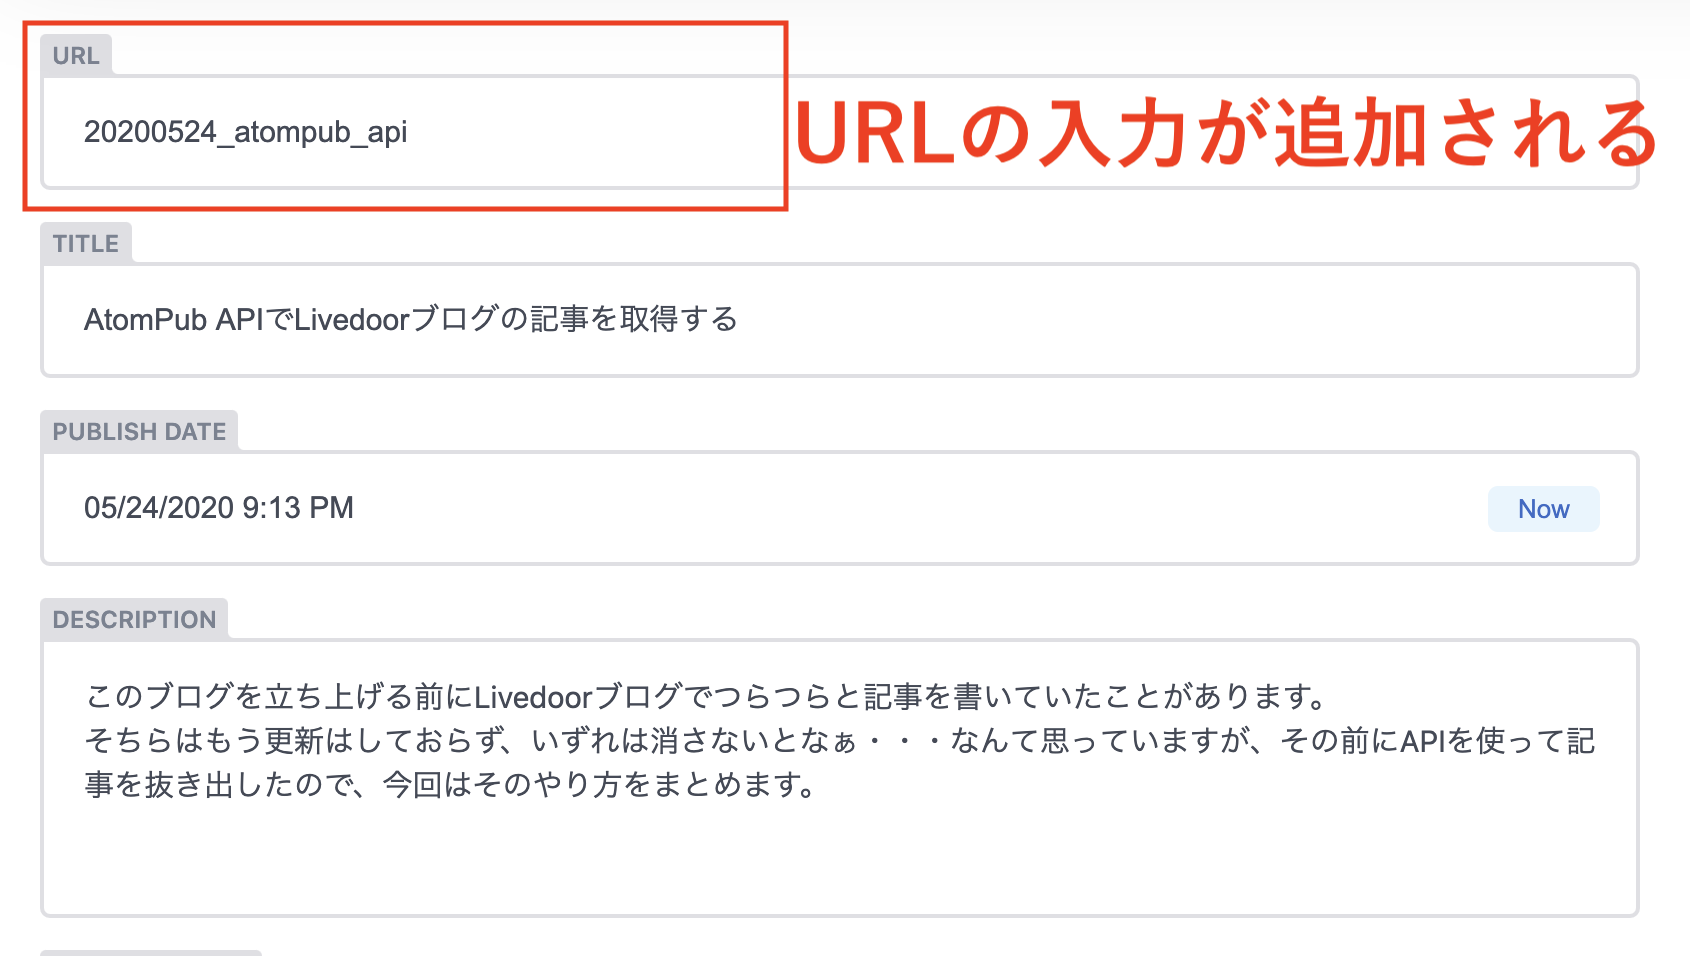 URL
20200524_atompub_api
URLの入力が追加される
TITLE
AtomPub APIでLivedoorブログの記事を取得する
PUBLISH DATE
05/24/2020 9:13 PM
Now
DESCRIPTION
このブログを立ち上げる前にLivedoorブログでつらつらと記事を書いていたことがあります。
そちらはもう更新はしておらず、いずれは消さないとなぁ・・・なんて思っていますが、その前にAPIを使って記
事を抜き出したので、今回はそのやり方をまとめます。